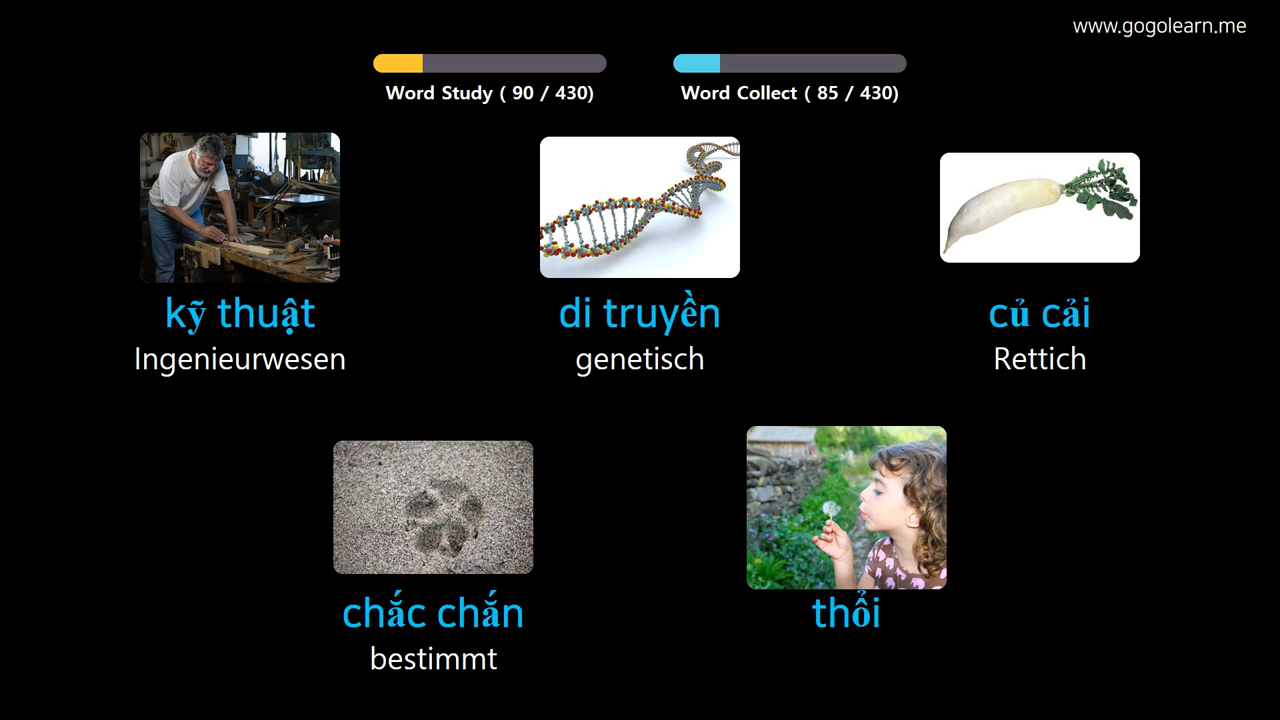 www.gogolearn.me
Word Study ( 90 / 430)
Word Collect ( 85 / 430)
kỹ thuật
Ingenieurwesen
di truyền
genetisch
củ cải
Rettich
chắc chắn
bestimmt
thổi